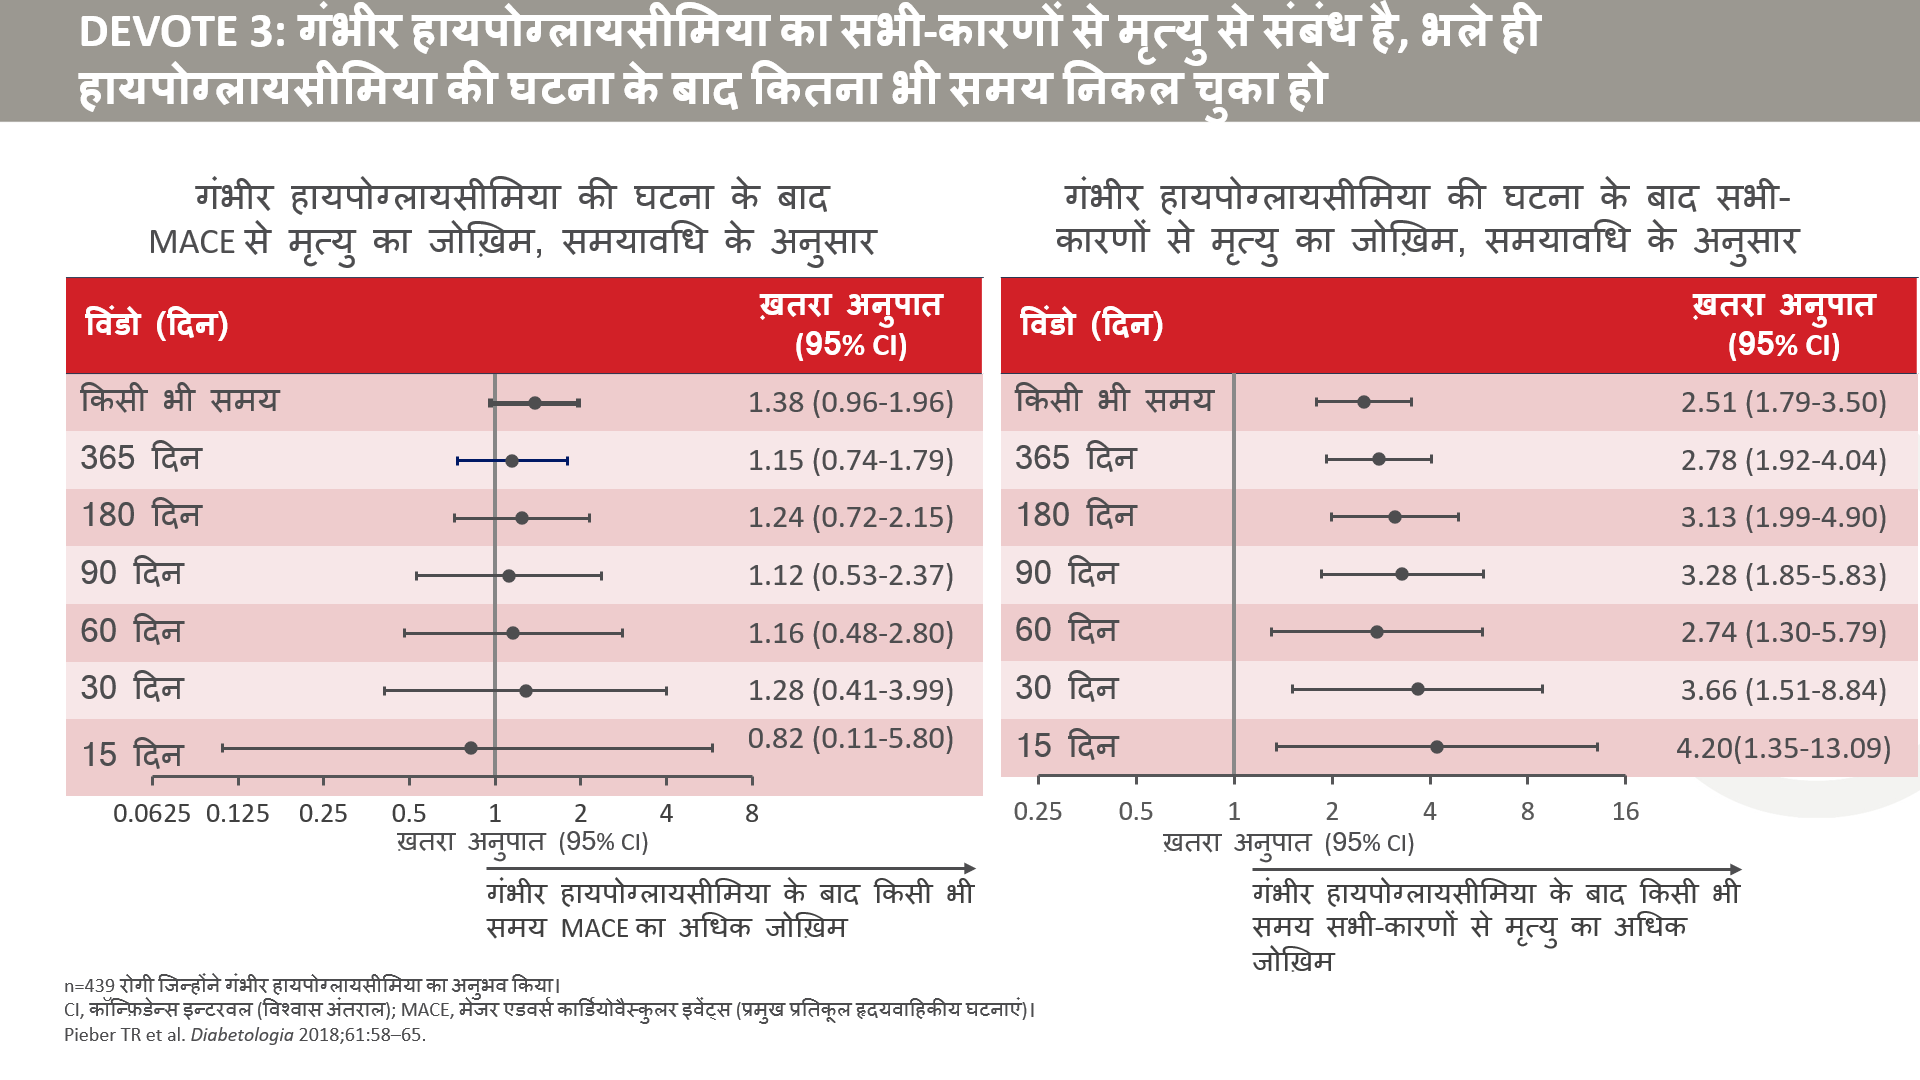 DEVOTE 3: गंभीर हायपोग्लायसीमिया का सभी-कारणों से मृत्यु से संबंध है, भले ही
हायपोग्लायसीमिया की घटना के बाद कितना भी समय निकल चुका हो
गंभीर हायपोग्लायसीमिया की घटना के बाद
MACE से मृत्यु का जोख़िम, समयावधि के अनुसार
विंडो (दिन)
ख़तरा अनुपात
(95% CI)
किसी भी समय 1.38 (0.96-1.96)
365 दिन 1.15 (0.74-1.79)
180 दिन 1.24 (0.72-2.15)
90 दिन 1.12 (0.53-2.37)
60 दिन 1.16 (0.48-2.80)
30 दिन 1.28 (0.41-3.99)
15 दिन 0.82 (0.11-5.80)
0.0625 0.125 0.25 0.5 1 2 4 8
ख़तरा अनुपात (95% CI)
गंभीर हायपोग्लायसीमिया के बाद किसी भी
समय MACE का अधिक जोख़िम
गंभीर हायपोग्लायसीमिया की घटना के बाद सभी-
कारणों से मृत्यु का जोख़िम, समयावधि के अनुसार
विंडो (दिन)
ख़तरा अनुपात
(95% CI)
किसी भी समय 2.51 (1.79-3.50)
365 दिन 2.78 (1.92-4.04)
180 दिन 3.13 (1.99-4.90)
90 दिन 3.28 (1.85-5.83)
60 दिन 2.74 (1.30-5.79)
30 दिन 3.66 (1.51-8.84)
15 दिन 4.20(1.35-13.09)
0.25 0.5 1 2 4 8 16
ख़तरा अनुपात (95% CI)
गंभीर हायपोग्लायसीमिया के बाद किसी भी
समय सभी-कारणों से मृत्यु का अधिक
जोख़िम
n=439 रोगी जिन्होंने गंभीर हायपोग्लायसीमिया का अनुभव किया।
CI, कॉन्फ़िडेन्स इन्टरवल (विश्वास अंतराल); MACE, मेजर एडवर्स कार्डियोवैस्कुलर इवेंट्स (प्रमुख प्रतिकूल हृदयवाहिकीय घटनाएं)।
Pieber TR et al. Diabetologia 2018;61:58–65.